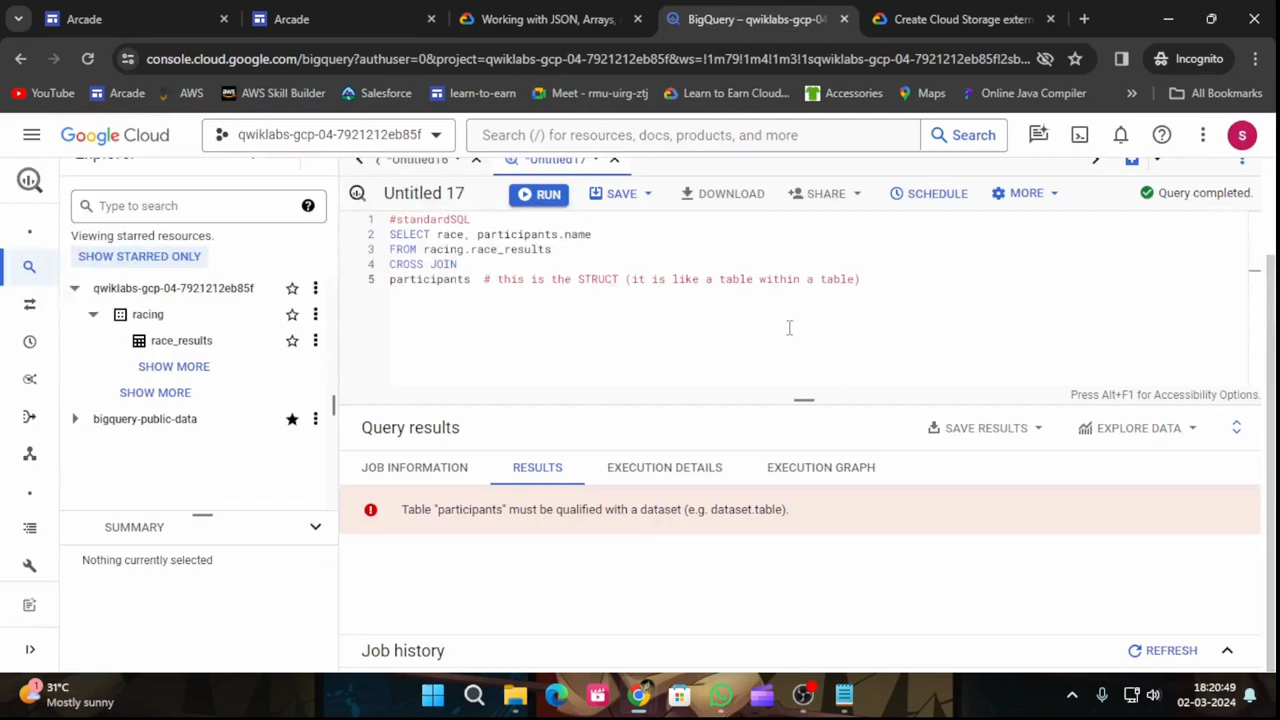 Arcade
Arcade
Working with JSON, Arrays,
BigQuery – qwiklabs-gcp-04-
Create Cloud Storage extern
console.cloud.google.com/bigquery?authuser=0&project=qwiklabs-gcp-04-7921212eb85f&ws=!1m7!1m4!1m3!1sqwiklabs-gcp-04-7921212eb85f!2sb...
Incognito
YouTube
Arcade
AWS
AWS Skill Builder
Salesforce
learn-to-earn
Meet - rmu-uirg-ztj
Learn to Earn Cloud...
Accessories
Maps
Online Java Compiler
All Bookmarks
Google Cloud
qwiklabs-gcp-04-7921212eb85f
Search (/) for resources, docs, products, and more
Search
S
*Untitled17
Untitled 17
RUN
SAVE
DOWNLOAD
SHARE
SCHEDULE
MORE
Query completed.
Type to search
Viewing starred resources.
SHOW STARRED ONLY
qwiklabs-gcp-04-7921212eb85f
racing
race_results
SHOW MORE
SHOW MORE
bigquery-public-data
SUMMARY
Nothing currently selected
1 #standardSQL
2 SELECT race, participants.name
3 FROM racing.race_results
4 CROSS JOIN
5 participants # this is the STRUCT (it is like a table within a table)
Press Alt+F1 for Accessibility Options.
Query results
SAVE RESULTS
EXPLORE DATA
JOB INFORMATION
RESULTS
EXECUTION DETAILS
EXECUTION GRAPH
Table "participants" must be qualified with a dataset (e.g. dataset.table).
Job history
REFRESH
1
31°C
Mostly sunny
18:20:49
02-03-2024